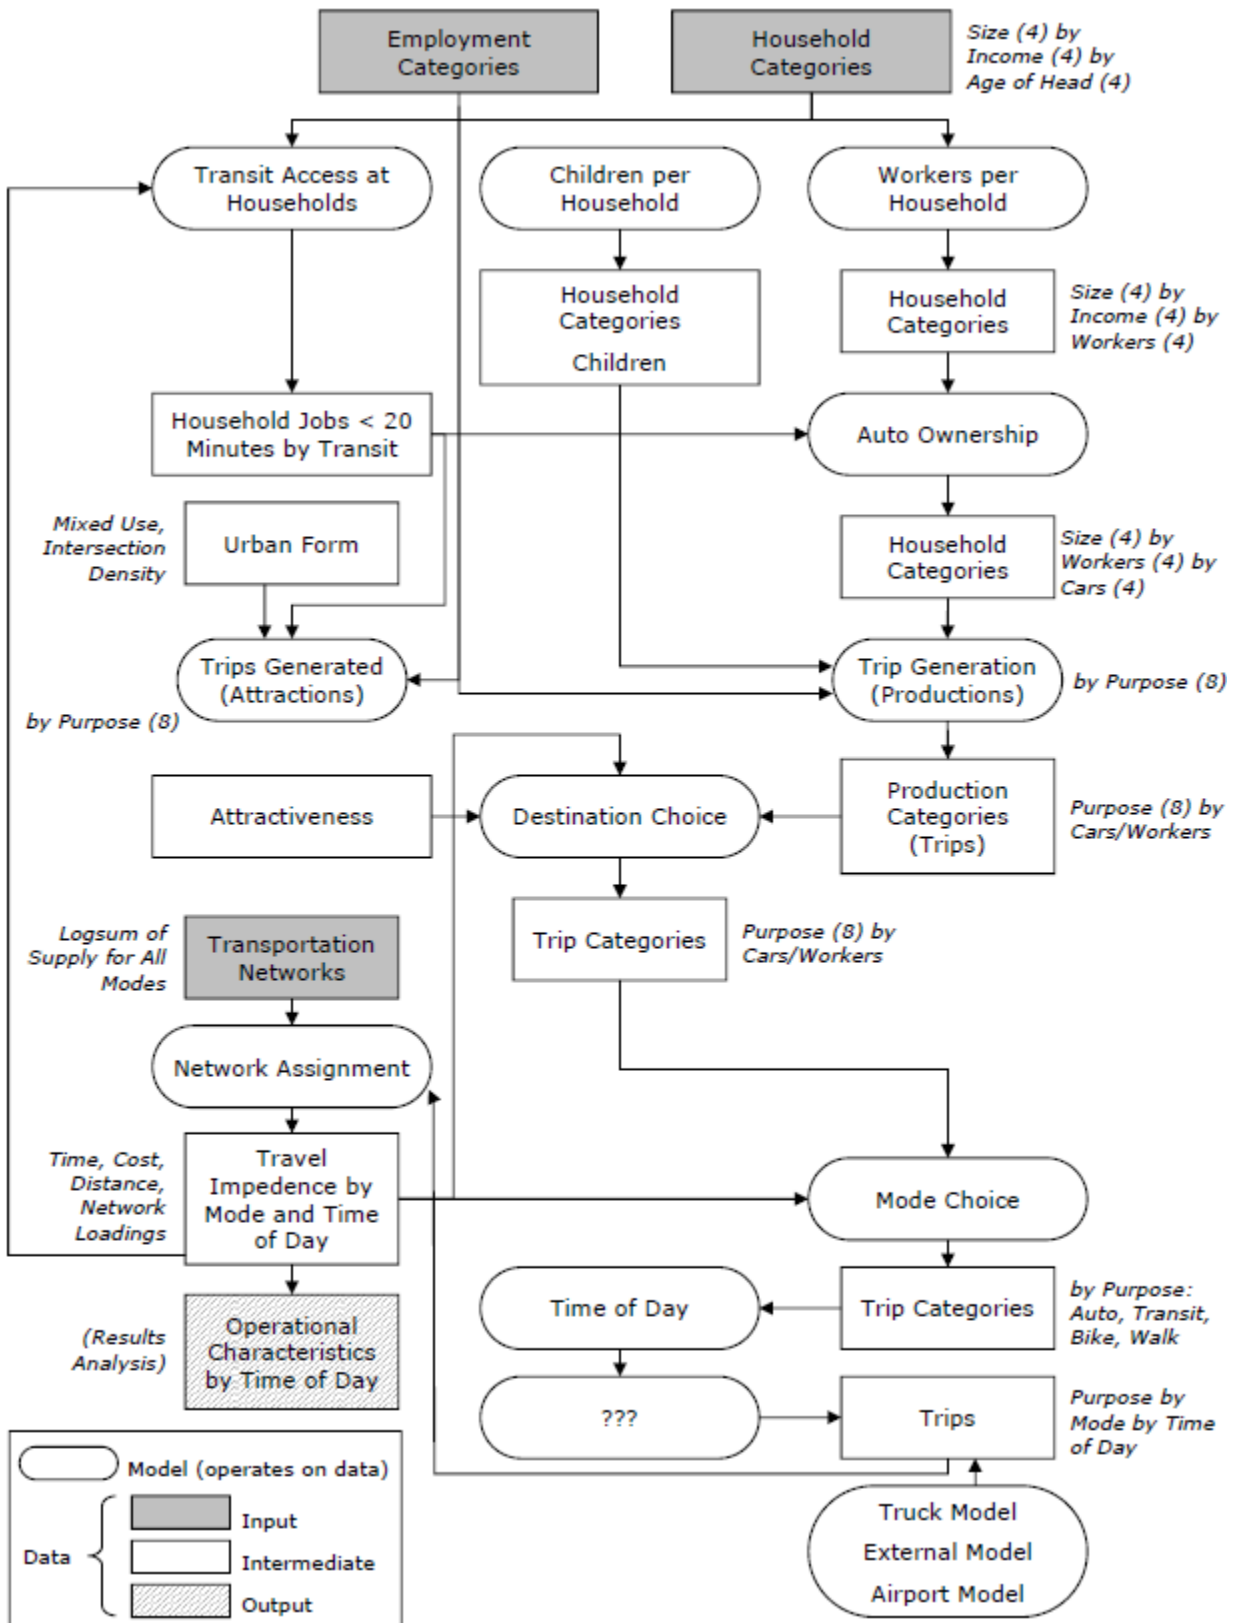 Employment
Categories
Household
Categories
Size (4) by
Income (4) by
Age of Head (4)
Transit Access at
Households
Children per
Household
Workers per
Household
Household
Categories
Children
Household
Categories
Size (4) by
Income (4) by
Workers (4)
Household Jobs < 20
Minutes by Transit
Auto Ownership
Mixed Use,
Intersection
Density
Urban Form
Household
Categories
Size (4) by
Workers (4) by
Cars (4)
Trips Generated
(Attractions)
by Purpose (8)
Trip Generation
(Productions)
by Purpose (8)
Attractiveness
Destination Choice
Production
Categories
(Trips)
Purpose (8) by
Cars/Workers
Logsum of
Supply for All
Modes
Transportation
Networks
Trip Categories
Purpose (8) by
Cars/Workers
Network Assignment
Time, Cost,
Distance,
Network
Loadings
Travel
Impedence by
Mode and Time
of Day
Mode Choice
(Results
Analysis)
Operational
Characteristics
by Time of Day
Time of Day
Trip Categories
by Purpose:
Auto, Transit,
Bike, Walk
???
Trips
Purpose by
Mode by Time
of Day
Truck Model
External Model
Airport Model
Model (operates on data)
Data
Input
Intermediate
Output